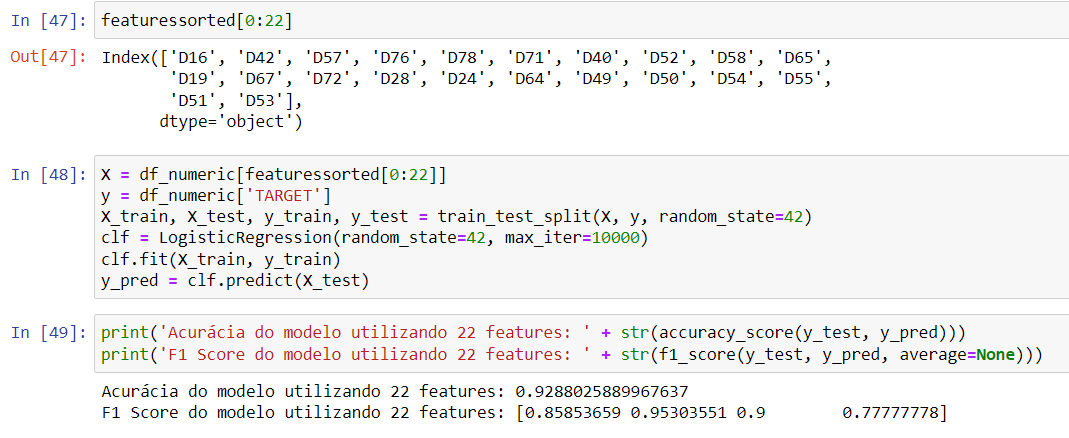 In [47]: featuressorted[0:22]
Out[47]: Index(['D16', 'D42', 'D57', 'D76', 'D78', 'D71', 'D40', 'D52', 'D58', 'D65',
'D19', 'D67', 'D72', 'D28', 'D24', 'D64', 'D49', 'D50', 'D54', 'D55',
'D51', 'D53'],
dtype='object')
In [48]: X = df_numeric[featuressorted[0:22]]
y = df_numeric['TARGET']
X_train, X_test, y_train, y_test = train_test_split(X, y, random_state=42)
clf = LogisticRegression(random_state=42, max_iter=10000)
clf.fit(X_train, y_train)
y_pred = clf.predict(X_test)
In [49]: print('Acurácia do modelo utilizando 22 features: ' + str(accuracy_score(y_test, y_pred)))
print('F1 Score do modelo utilizando 22 features: ' + str(f1_score(y_test, y_pred, average=None)))
Acurácia do modelo utilizando 22 features: 0.9288025889967637
F1 Score do modelo utilizando 22 features: [0.85853659 0.95303551 0.9        0.77777778]